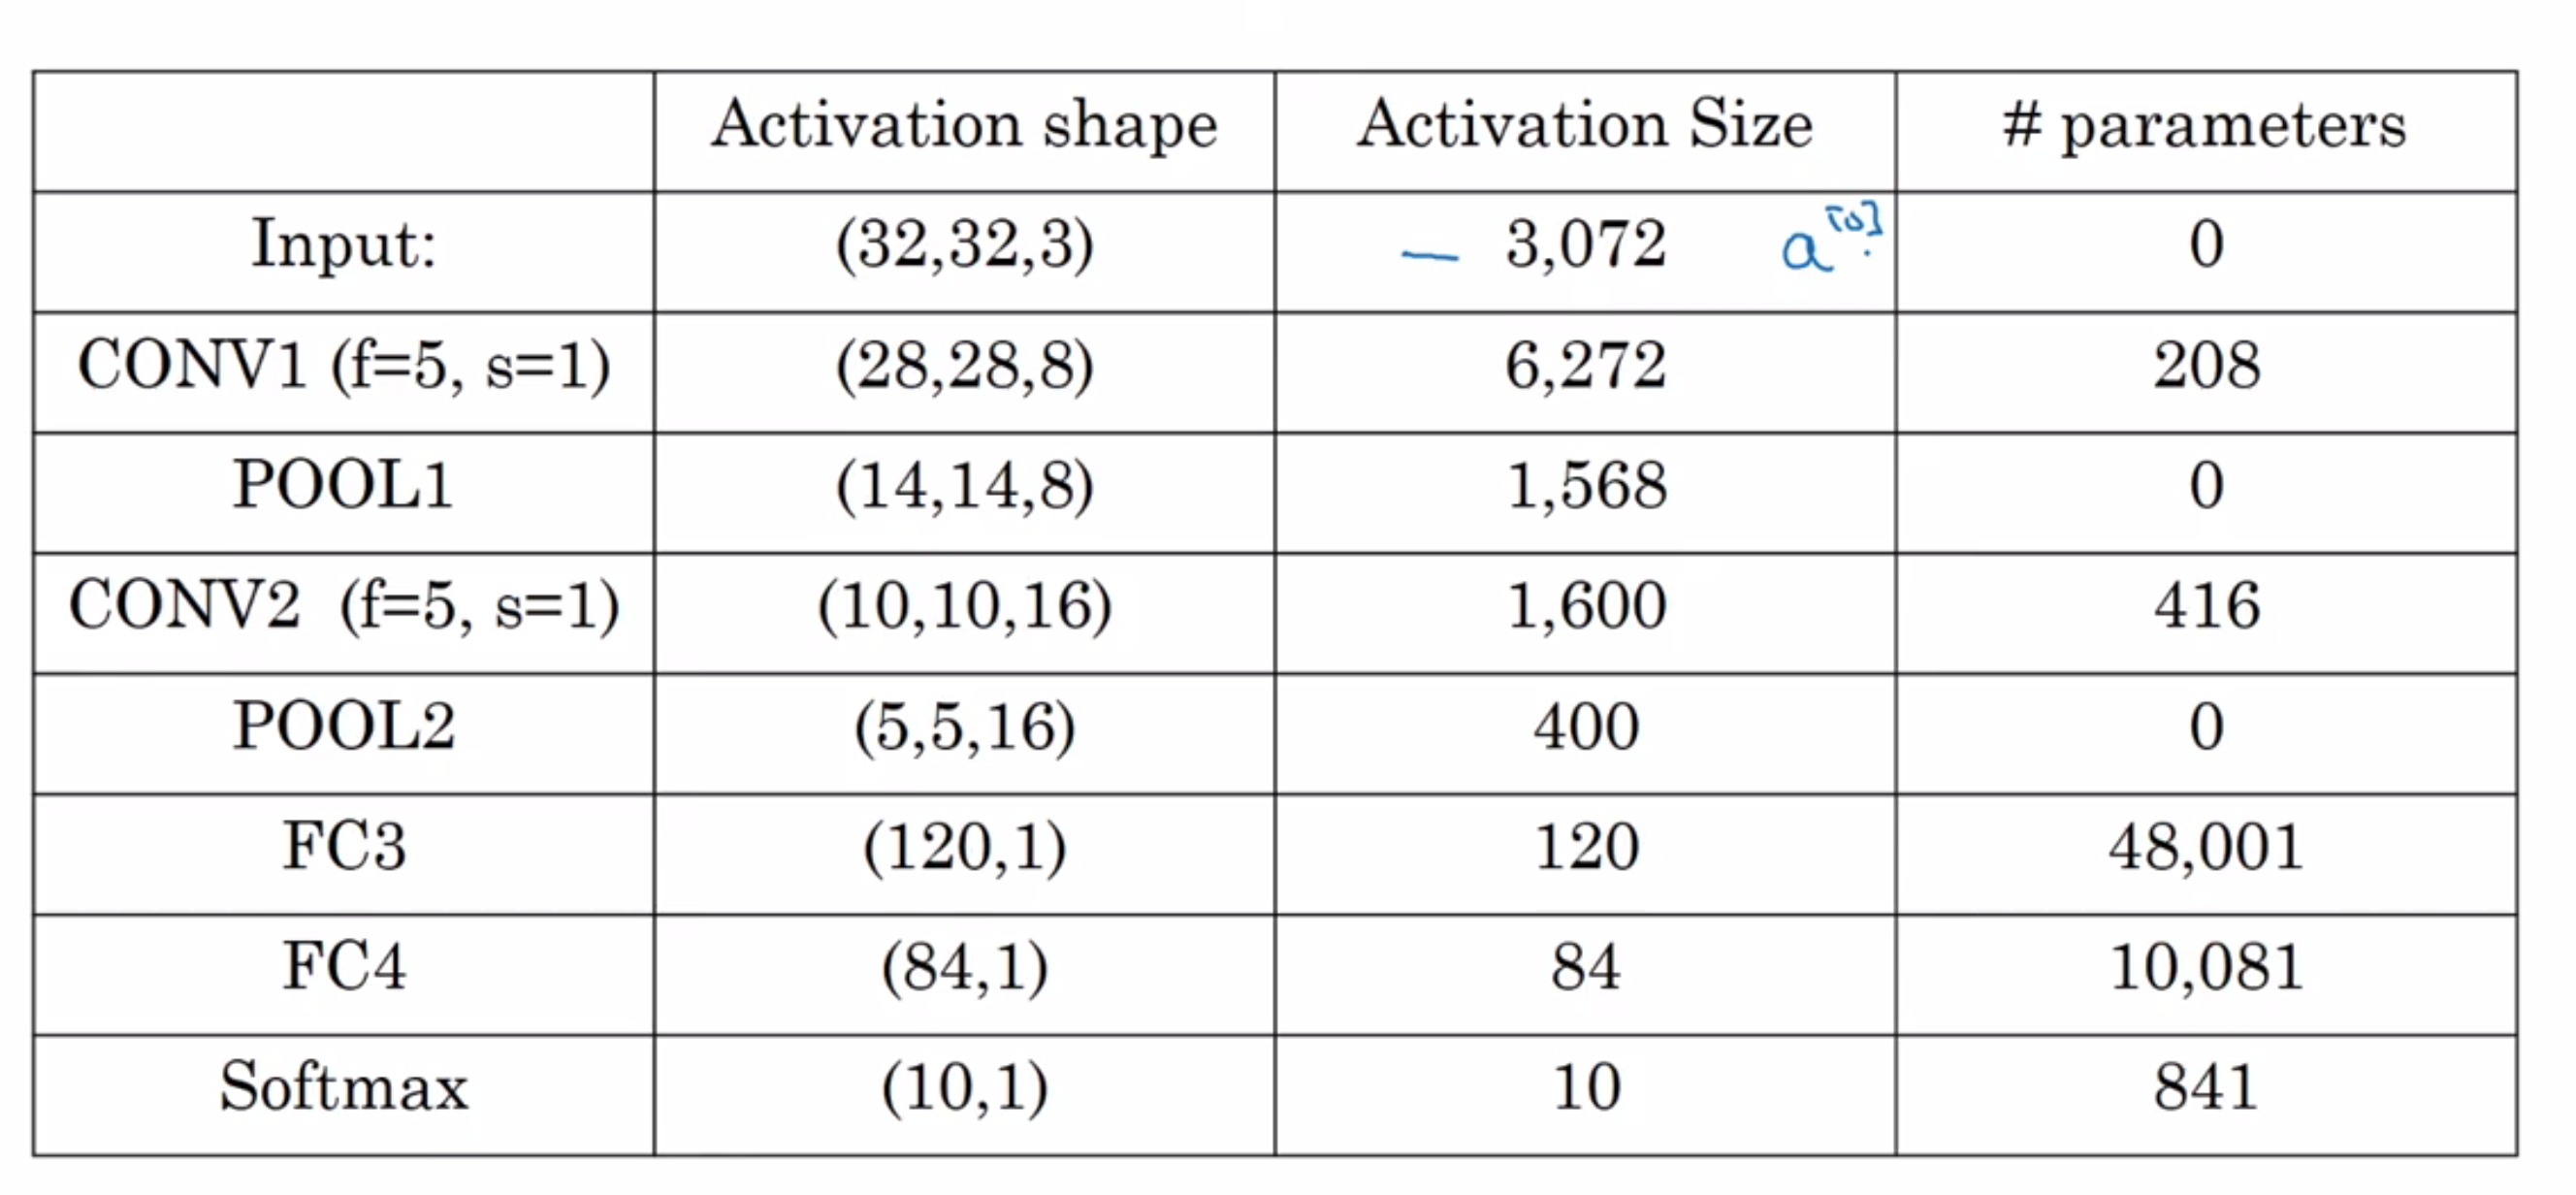 Activation shape Activation Size # parameters
Input: (32,32,3) — 3,072 a[0] 0
CONV1 (f=5, s=1) (28,28,8) 6,272 208
POOL1 (14,14,8) 1,568 0
CONV2 (f=5, s=1) (10,10,16) 1,600 416
POOL2 (5,5,16) 400 0
FC3 (120,1) 120 48,001
FC4 (84,1) 84 10,081
Softmax (10,1) 10 841